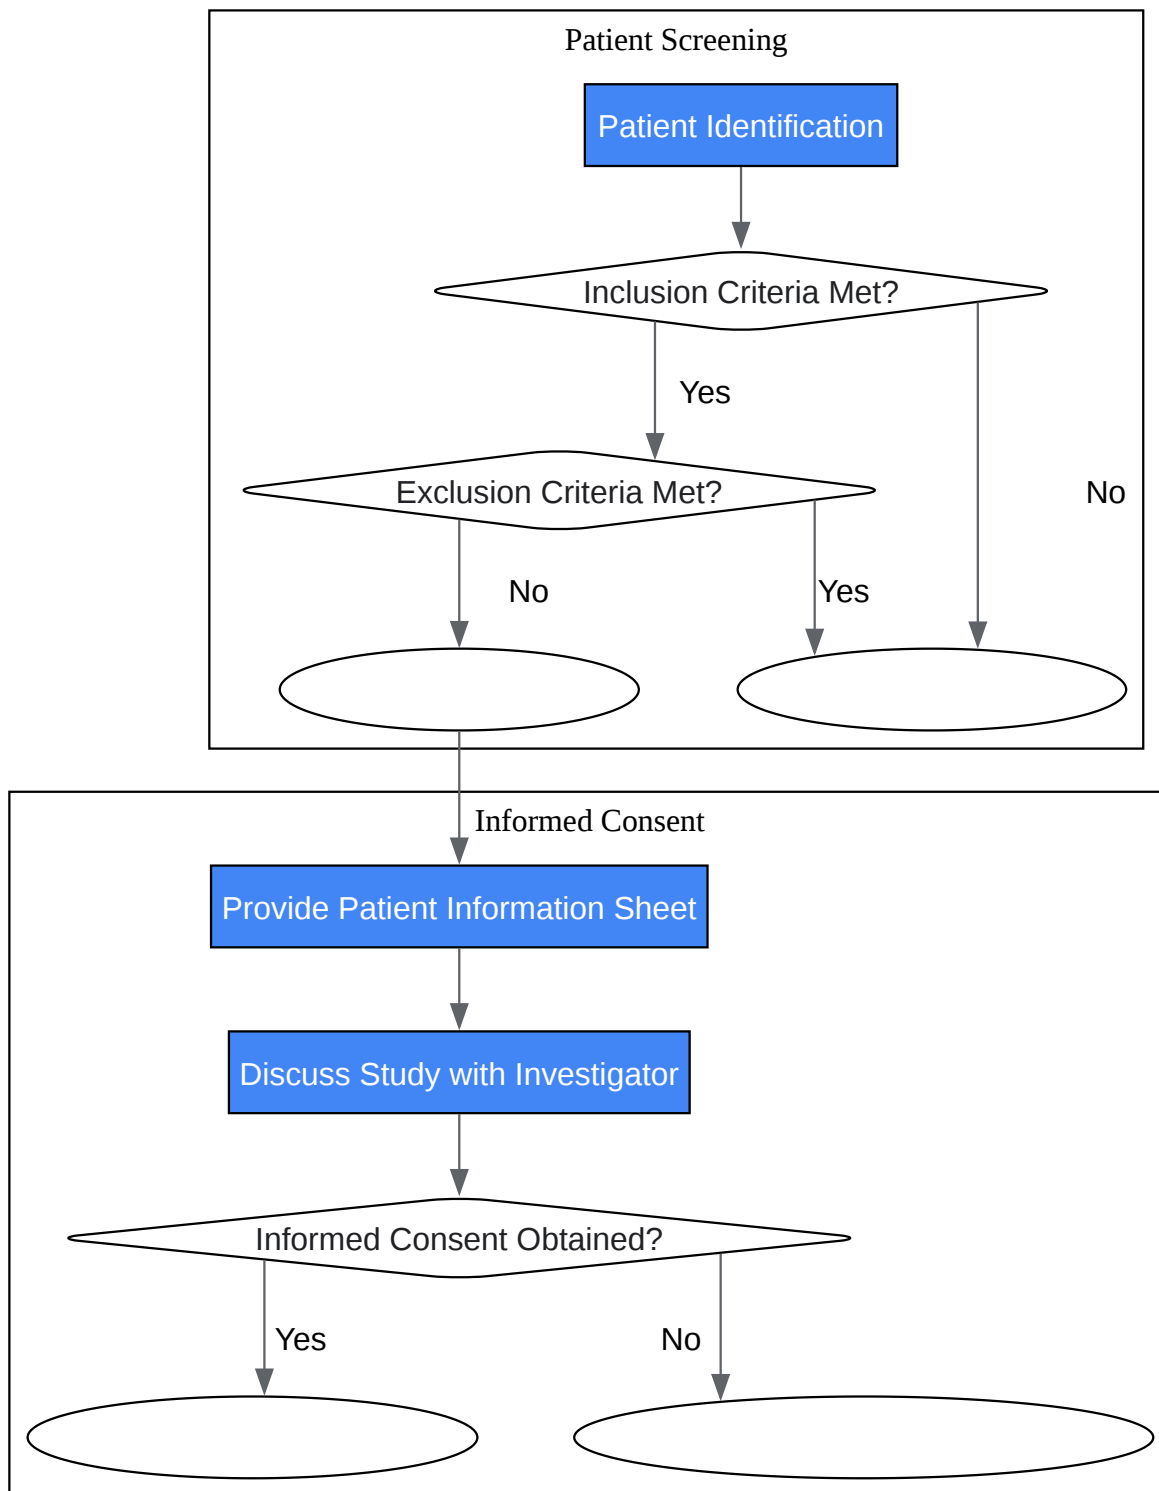 Patient Screening
Patient Identification
Inclusion Criteria Met?
Yes
Exclusion Criteria Met?
No
No
Yes
Informed Consent
Provide Patient Information Sheet
Discuss Study with Investigator
Informed Consent Obtained?
Yes
No